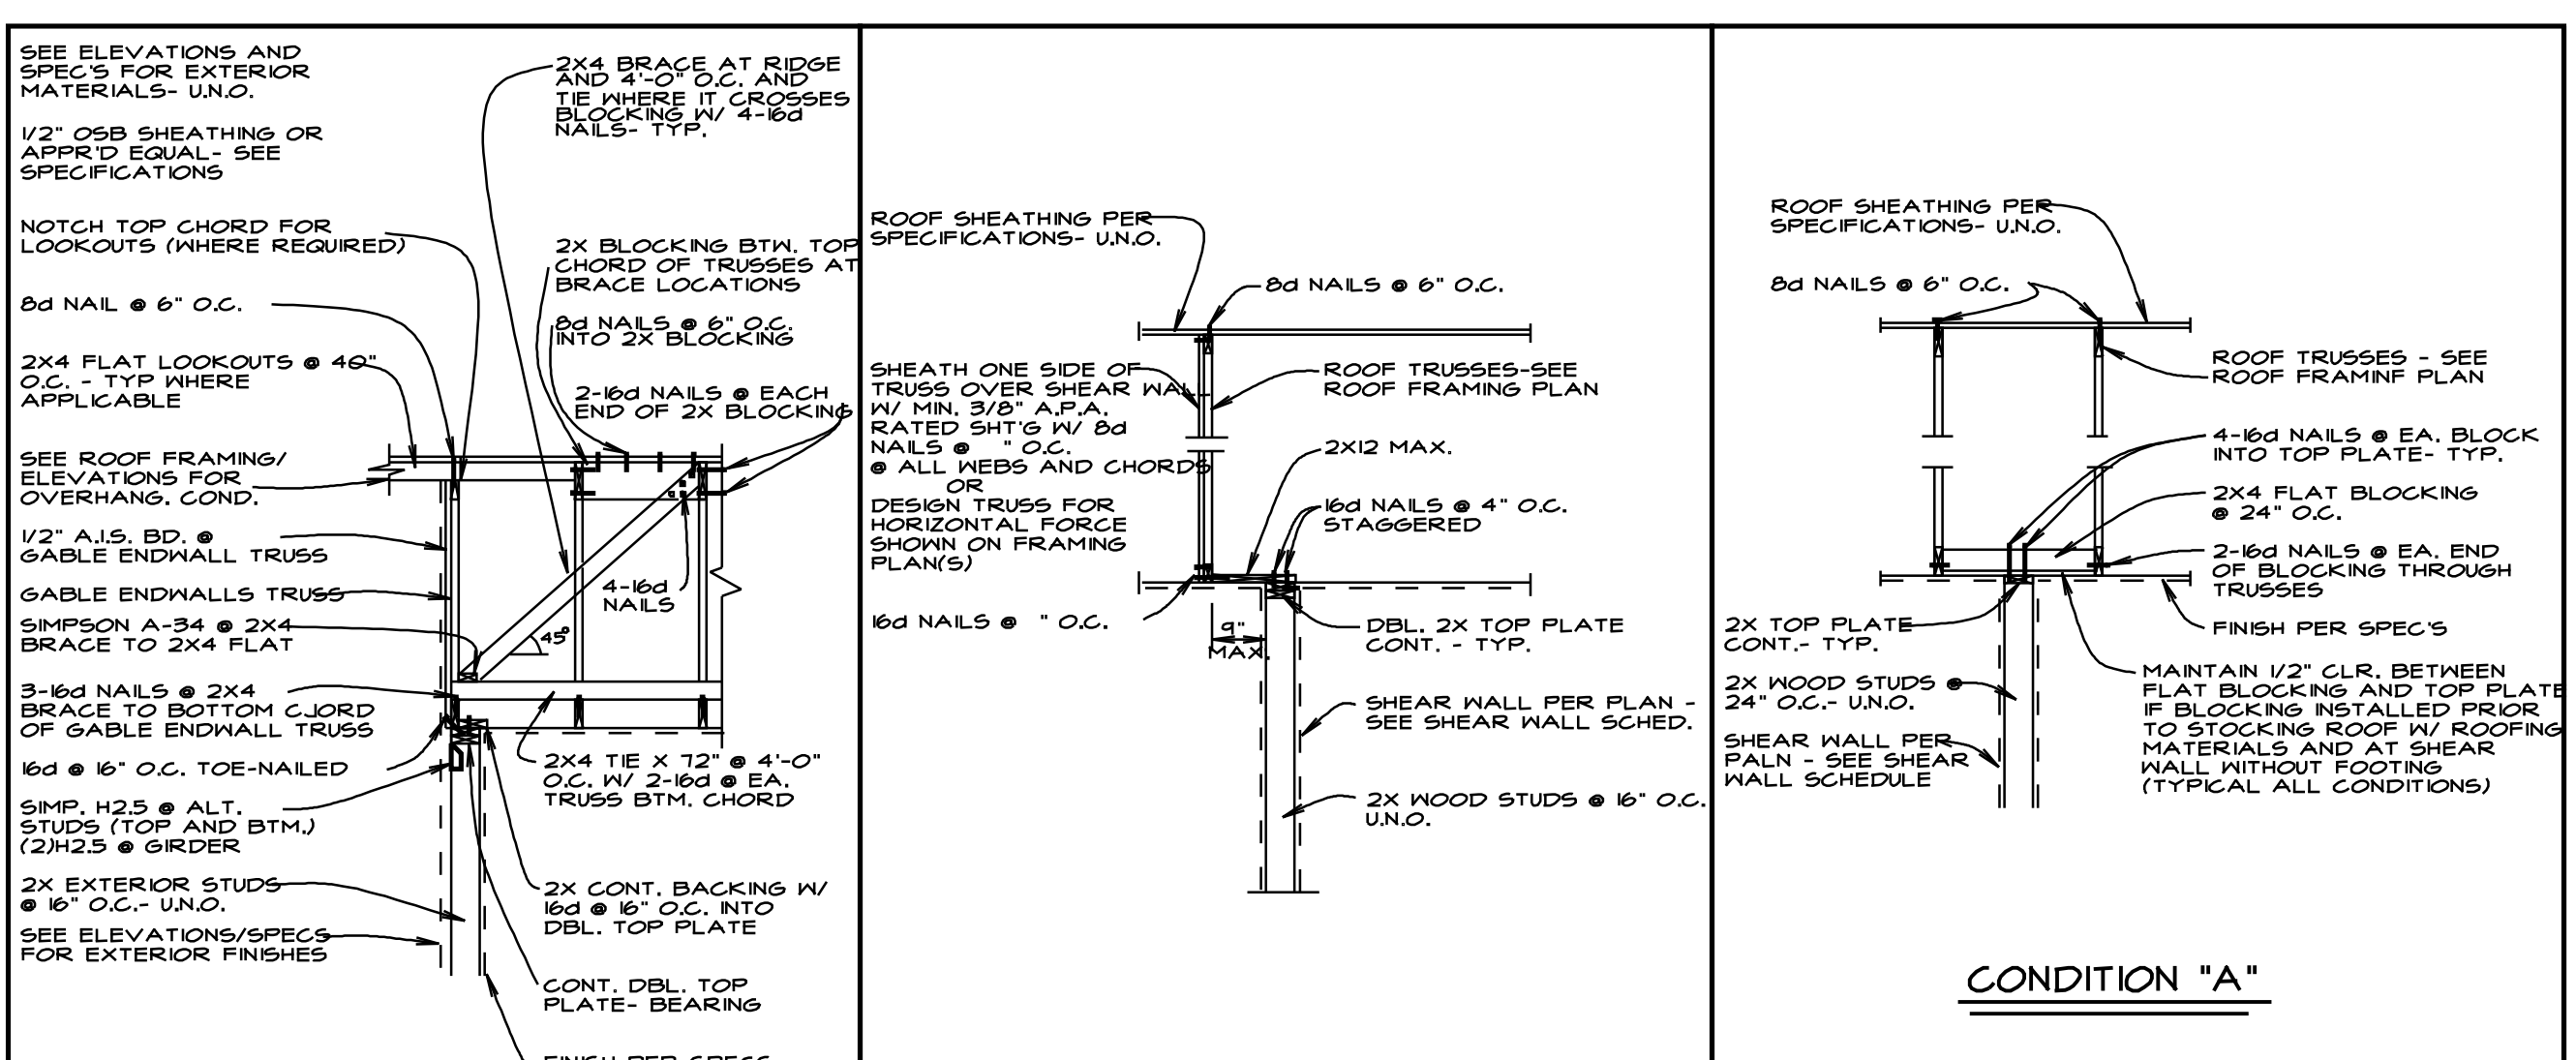 SEE ELEVATIONS AND
SPEC'S FOR EXTERIOR
MATERIALS- U.N.O.
1/2" OSB SHEATHING OR
APPR'D EQUAL- SEE
SPECIFICATIONS
NOTCH TOP CHORD FOR
LOOKOUTS (WHERE REQUIRED)
8d NAIL @ 6" O.C.
2X4 FLAT LOOKOUTS @ 48"
O.C. - TYP WHERE
APPLICABLE
SEE ROOF FRAMING/
ELEVATIONS FOR
OVERHANG. COND.
1/2" A.I.S. BD. @
GABLE ENDWALL TRUSS
GABLE ENDWALLS TRUSS
SIMPSON A-34 @ 2X4
BRACE TO 2X4 FLAT
3-16d NAILS @ 2X4
BRACE TO BOTTOM CJORD
OF GABLE ENDWALL TRUSS
16d @ 16" O.C. TOE-NAILED
SIMP. H2.5 @ ALT.
STUDS (TOP AND BTM.)
(2)H2.5 @ GIRDER
2X EXTERIOR STUDS
@ 16" O.C.- U.N.O.
SEE ELEVATIONS/SPECS
FOR EXTERIOR FINISHES
2X4 BRACE AT RIDGE
AND 4'-0" O.C. AND
TIE WHERE IT CROSSES
BLOCKING W/ 4-16d
NAILS- TYP.
2X BLOCKING BTW. TOP
CHORD OF TRUSSES AT
BRACE LOCATIONS
8d NAILS @ 6" O.C.
INTO 2X BLOCKING
2-16d NAILS @ EACH
END OF 2X BLOCKING
4-16d
NAILS
45°
2X4 TIE X 72" @ 4'-0"
O.C. W/ 2-16d @ EA.
TRUSS BTM. CHORD
2X CONT. BACKING W/
16d @ 16" O.C. INTO
DBL. TOP PLATE
CONT. DBL. TOP
PLATE- BEARING
FINISH PER SPECS
ROOF SHEATHING PER
SPECIFICATIONS- U.N.O.
8d NAILS @ 6" O.C.
SHEATH ONE SIDE OF
TRUSS OVER SHEAR WALL
W/ MIN. 3/8" A.P.A.
RATED SHT'G W/ 8d
NAILS @ " O.C.
@ ALL WEBS AND CHORDS
OR
DESIGN TRUSS FOR
HORIZONTAL FORCE
SHOWN ON FRAMING
PLAN(S)
16d NAILS @ " O.C.
ROOF TRUSSES-SEE
ROOF FRAMING PLAN
2X12 MAX.
16d NAILS @ 4" O.C.
STAGGERED
9"
MAX.
DBL. 2X TOP PLATE
CONT. - TYP.
SHEAR WALL PER PLAN -
SEE SHEAR WALL SCHED.
2X WOOD STUDS @ 16" O.C.
U.N.O.
ROOF SHEATHING PER
SPECIFICATIONS- U.N.O.
8d NAILS @ 6" O.C.
ROOF TRUSSES - SEE
ROOF FRAMINF PLAN
4-16d NAILS @ EA. BLOCK
INTO TOP PLATE- TYP.
2X4 FLAT BLOCKING
@ 24" O.C.
2-16d NAILS @ EA. END
OF BLOCKING THROUGH
TRUSSES
FINISH PER SPEC'S
2X TOP PLATE
CONT.- TYP.
2X WOOD STUDS @
24" O.C.- U.N.O.
SHEAR WALL PER
PALN - SEE SHEAR
WALL SCHEDULE
MAINTAIN 1/2" CLR. BETWEEN
FLAT BLOCKING AND TOP PLATE
IF BLOCKING INSTALLED PRIOR
TO STOCKING ROOF W/ ROOFING
MATERIALS AND AT SHEAR
WALL WITHOUT FOOTING
(TYPICAL ALL CONDITIONS)
CONDITION "A"